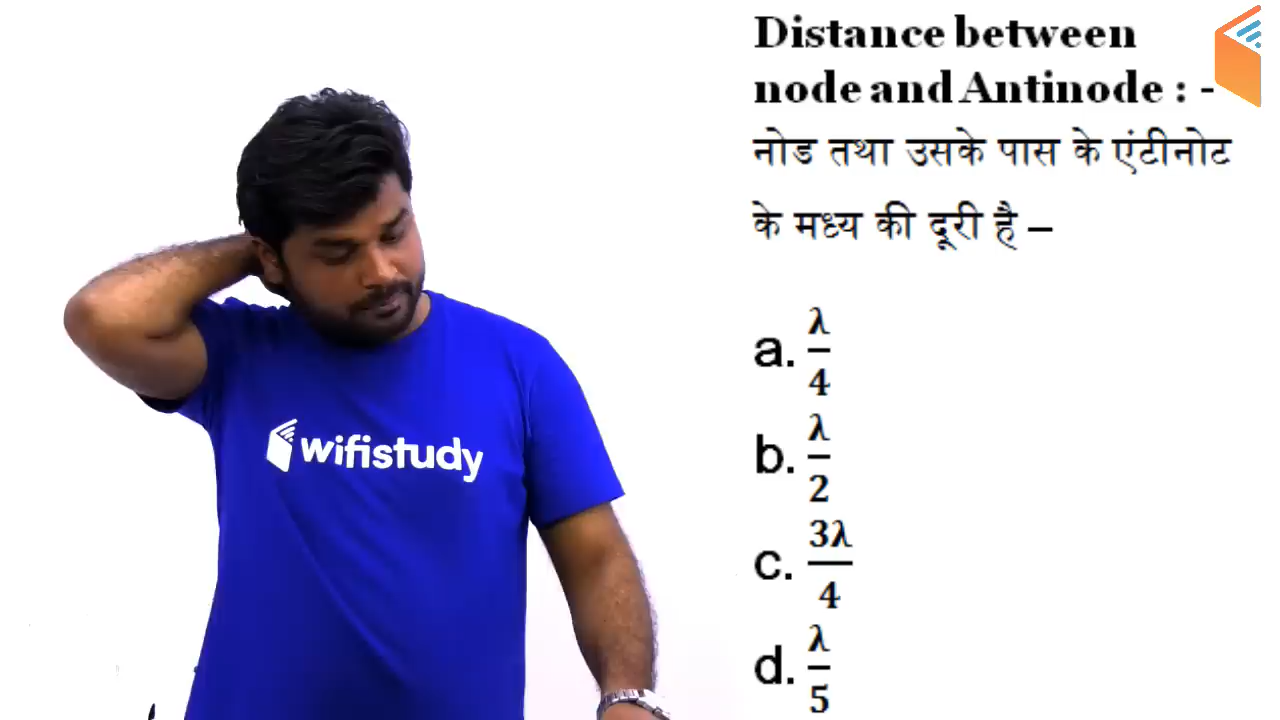 Distance between
node and Antinode : -
नोड तथा उसके पास के एंटीनोट
के मध्य की दूरी है –
a. λ/4
b. λ/2
c. 3λ/4
d. λ/5
wifistudy